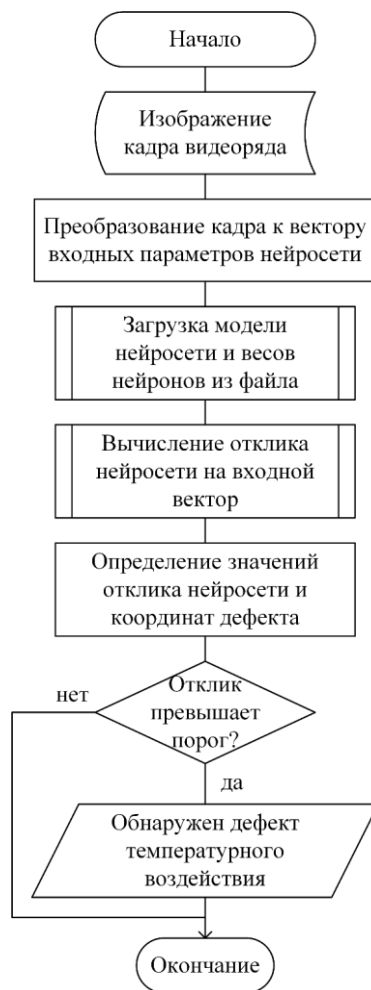 Начало
Изображение
кадра видеоряда
Преобразование кадра к вектору
входных параметров нейросети
Загрузка модели
нейросети и весов
нейронов из файла
Вычисление отклика
нейросети на входной
вектор
Определение значений
отклика нейросети и
координат дефекта
нет
Отклик
превышает
порог?
да
Обнаружен дефект
температурного
воздействия
Окончание